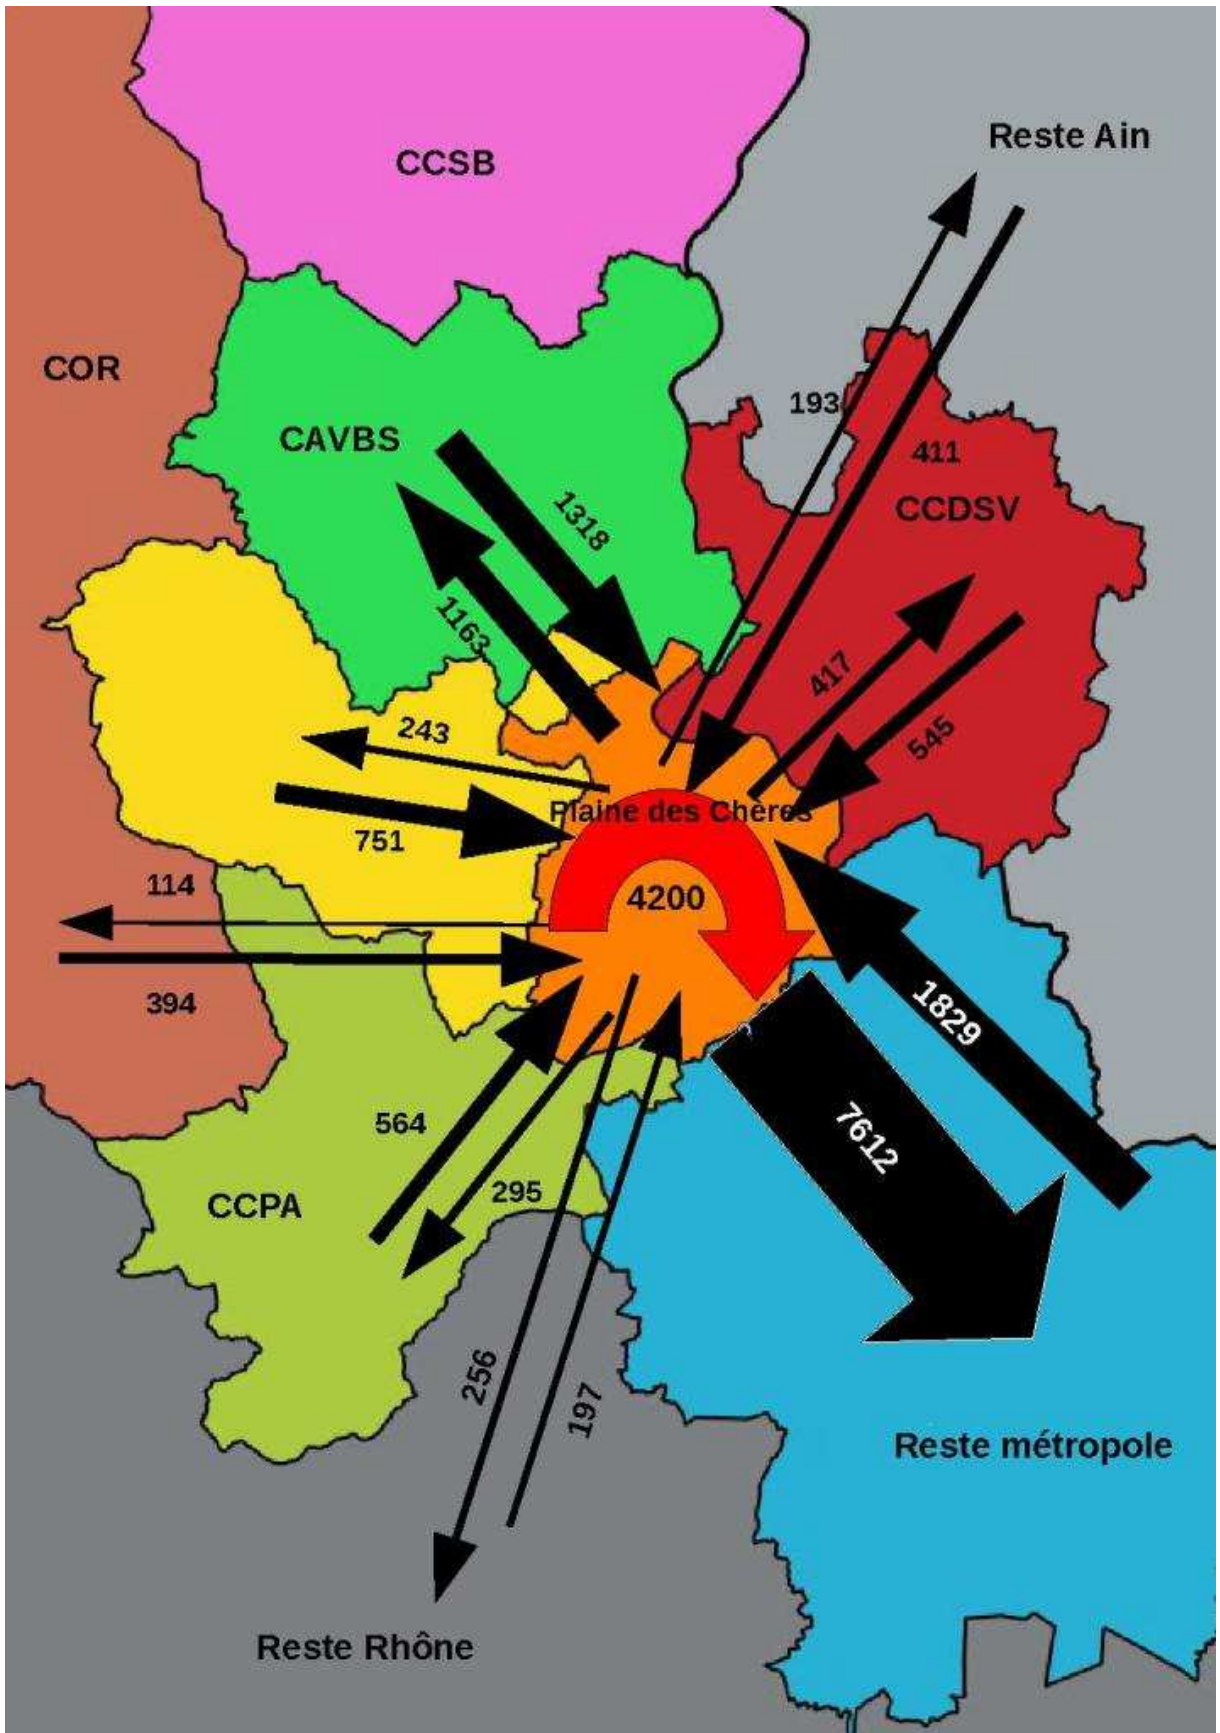 Reste Ain
CCSB
COR
193
CAVBS
411
CCDSV
1318
1163
417
243
545
Plaine des Chères
751
114
4200
394
1829
564
7612
295
CCPA
256
197
Reste métropole
Reste Rhône